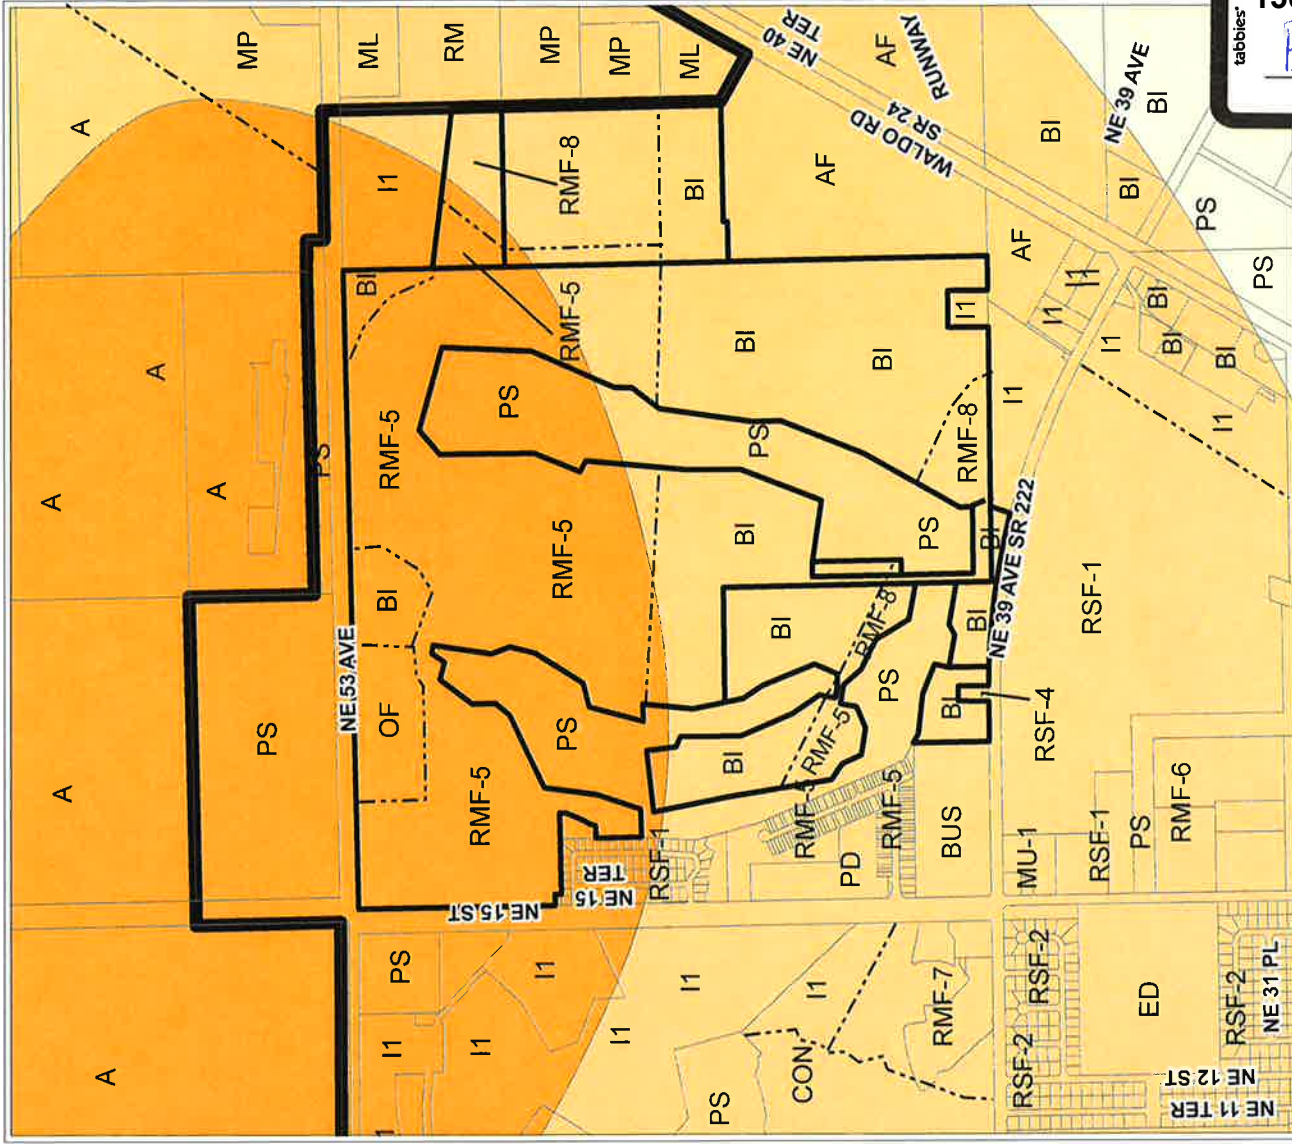 A
MP
ML
RM
MP
MP
ML
NE 40
TER
AF
RUNWAY
WALDO RD
SR 24
BI
NE 39 AVE
BI
BI
tabbies'
A
A
A
A
A
A
PS
PS
NE 53 AVE
I1
RMF-8
BI
AF
PS
PS
AF
BI
RMF-5
RMF-5
PS
BI
BI
I1
I1
I1
I1
BI
BI
BI
I1
I1
BI
RMF-5
PS
RMF-8
OF
PS
BI
BI
RMF-8
PS
BI
BI
NE 39 AVE SR 222
RSF-1
RMF-5
BI
RMF-5
PS
BI
RSF-4
RMF-5
RMF-5
RSF-1
PD
BUS
MU-1
RSF-1
PS
RMF-6
NE 15 ST
NE 15
TER
PS
I1
I1
I1
I1
I1
I1
PS
CON
I1
RMF-7
RSF-2
RSF-2
RSF-2
ED
NE 31 PL
NE 12 ST
NE 11 TER